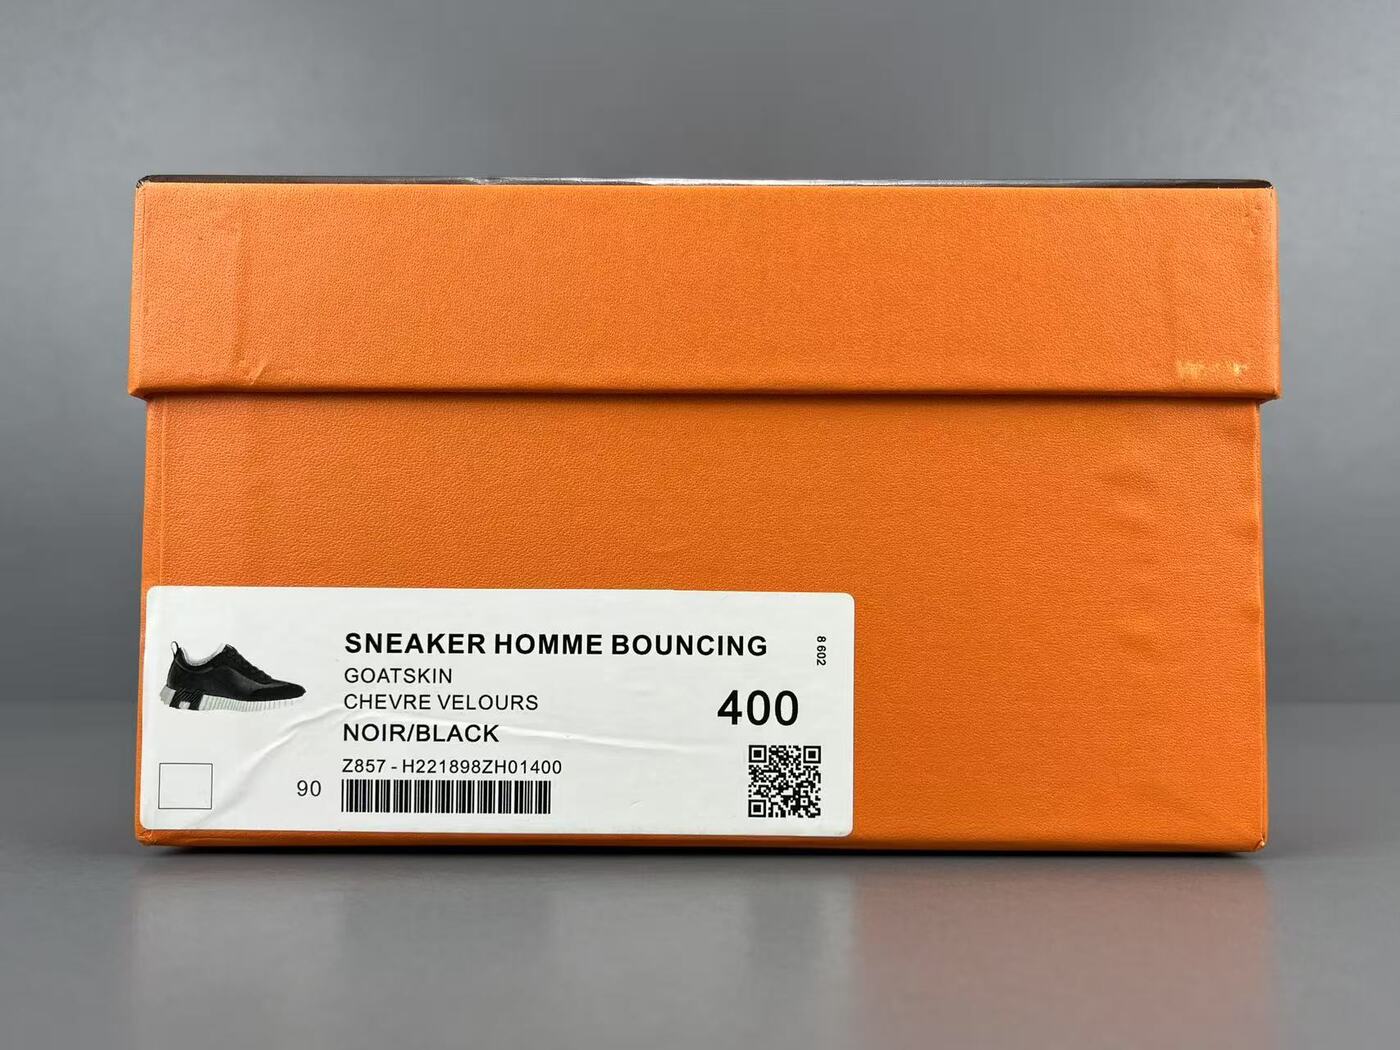 SNEAKER HOMME BOUNCING
GOATSKIN
CHEVRE VELOURS
NOIR/BLACK
Z857 - H221898ZH01400
90
400
8 602